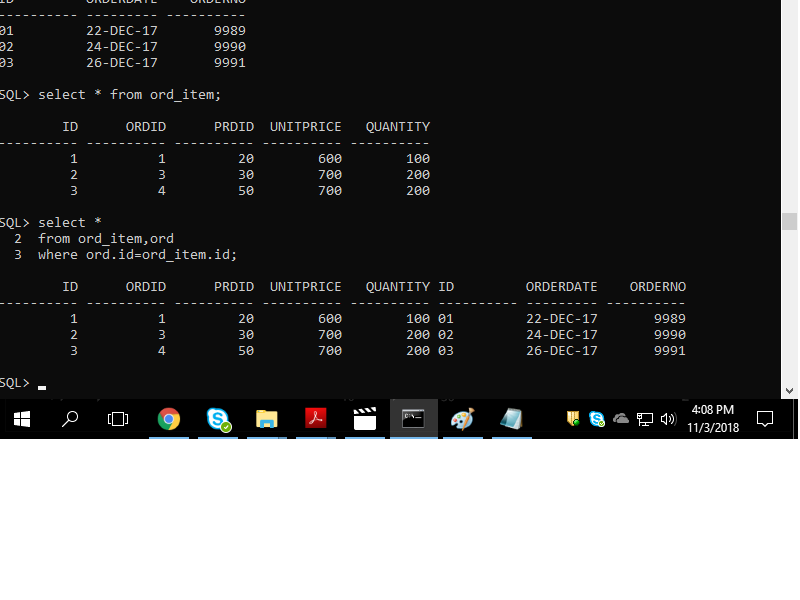 ID ORDERDATE ORDERNO
---------- ---------- ----------
01 22-DEC-17 9989
02 24-DEC-17 9990
03 26-DEC-17 9991
SQL> select * from ord_item;
ID ORDID PRDID UNITPRICE QUANTITY
---------- ---------- ---------- ---------- ----------
1 1 20 600 100
2 3 30 700 200
3 4 50 700 200
SQL> select *
2 from ord_item,ord
3 where ord.id=ord_item.id;
ID ORDID PRDID UNITPRICE QUANTITY ID ORDERDATE ORDERNO
---------- ---------- ---------- ---------- ---------- ---------- --------- ----------
1 1 20 600 100 01 22-DEC-17 9989
2 3 30 700 200 02 24-DEC-17 9990
3 4 50 700 200 03 26-DEC-17 9991
SQL>
4:08 PM
11/3/2018